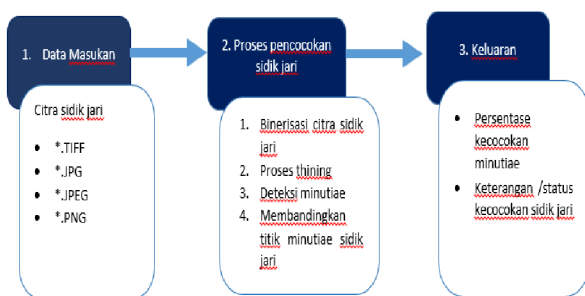 1. Data Masukan
Citra sidik jari
• *.TIFF
• *.JPG
• *.JPEG
• *.PNG
2. Proses pencocokan
sidik jari
1. Binerisasi citra sidik
jari
2. Proses thining
3. Deteksi minutiae
4. Membandingkan
titik minutiae sidik
jari
3. Keluaran
• Persentase
kecocokan
minutiae
• Keterangan /status
kecocokan sidik jari